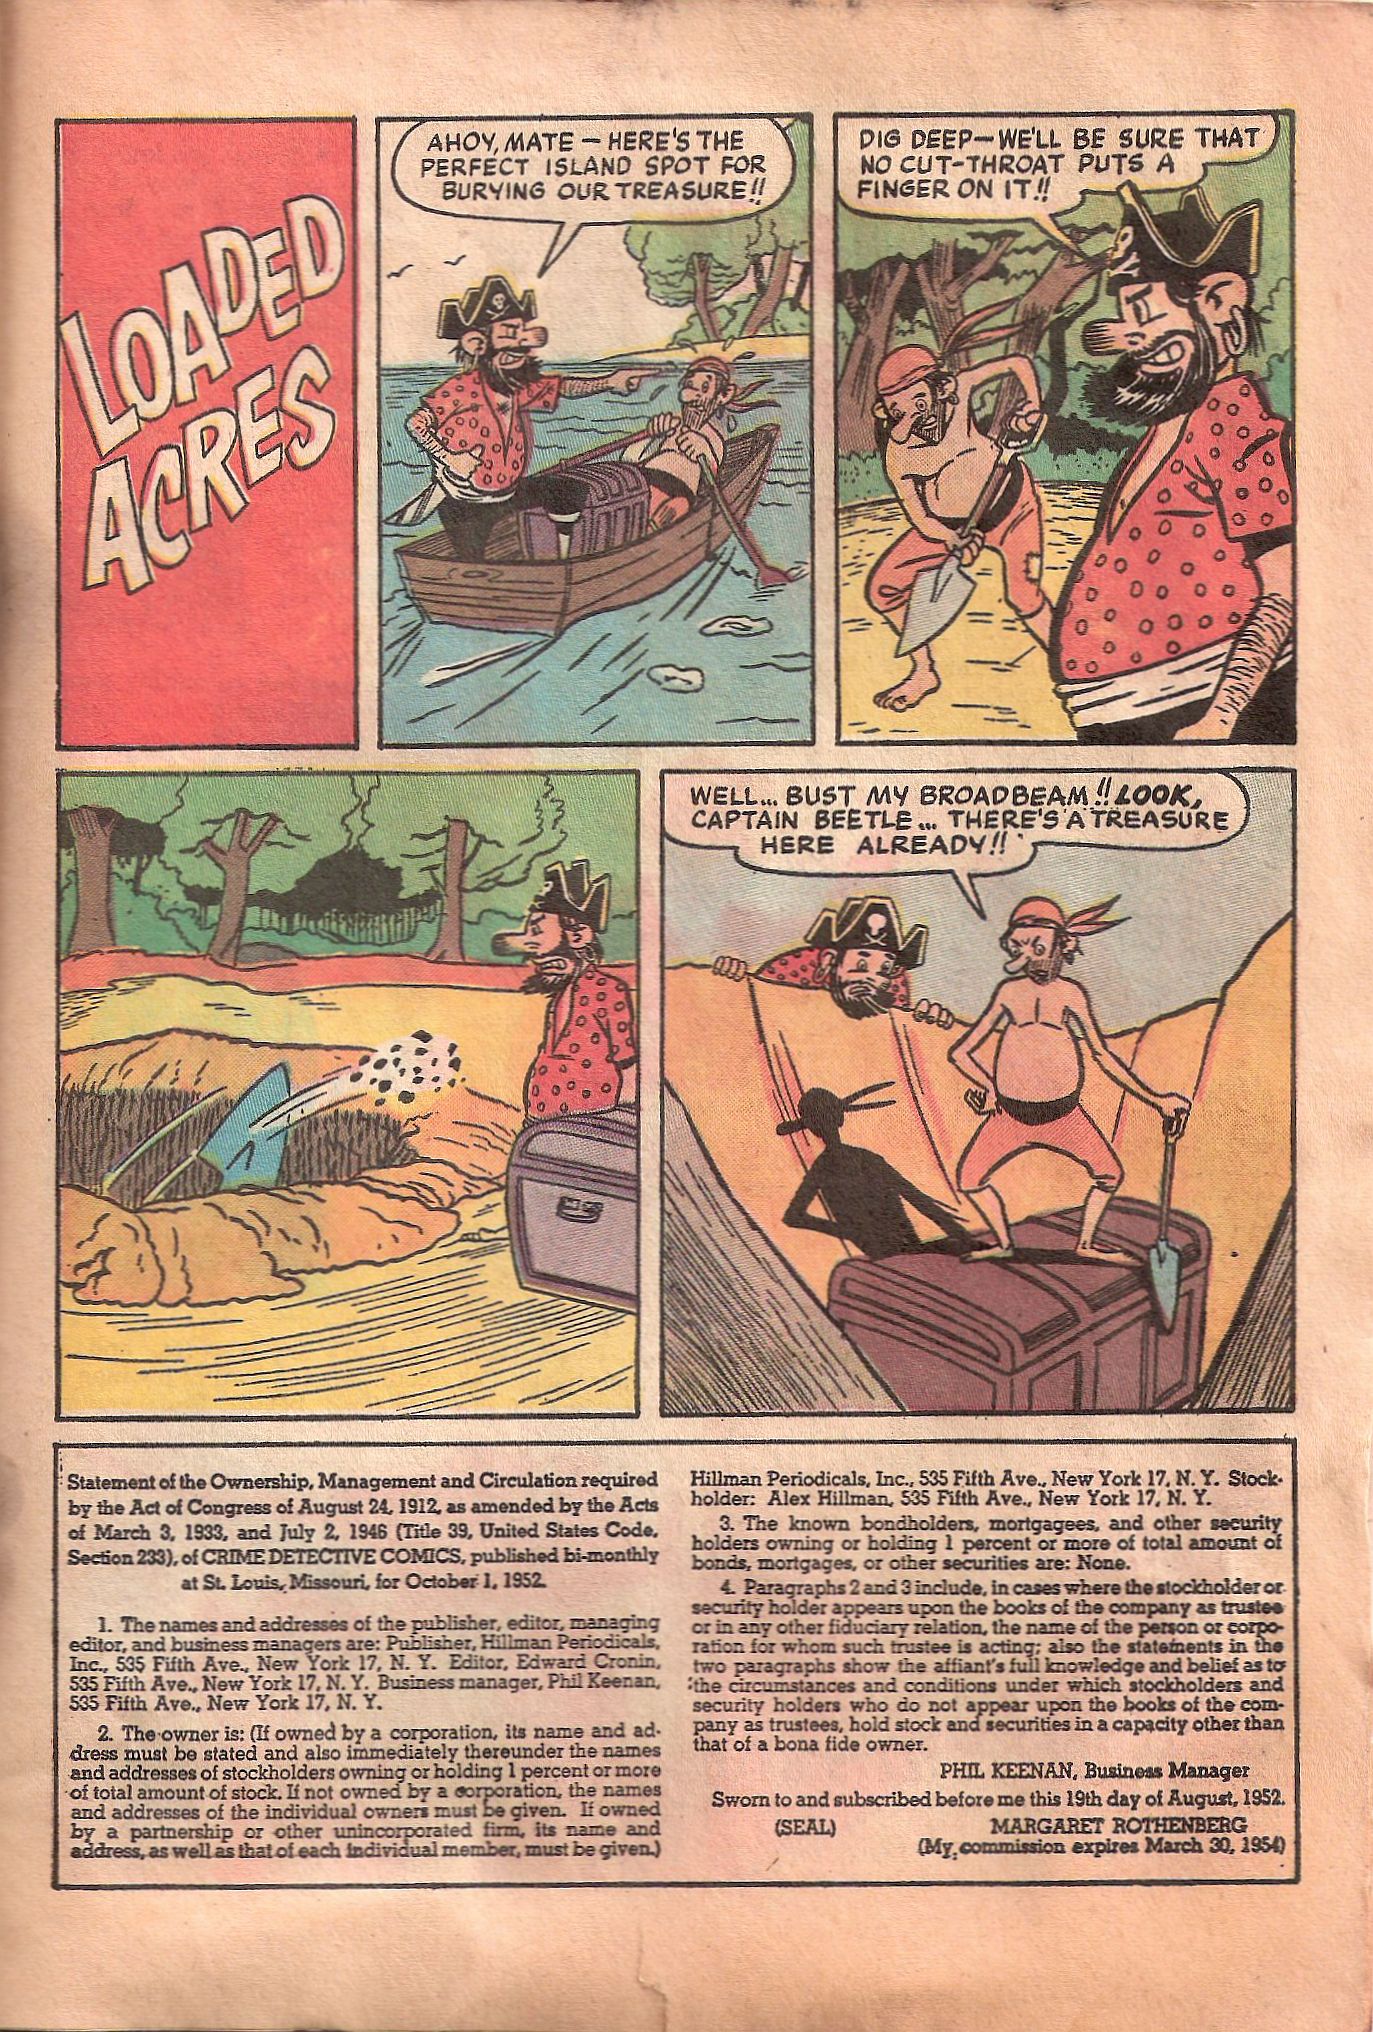 LOADED
ACRES
AHOY, MATE — HERE'S THE
PERFECT ISLAND SPOT FOR
BURYING OUR TREASURE!!
DIG DEEP—WE'LL BE SURE THAT
NO CUT-THROAT PUTS A
FINGER ON IT!!
WELL... BUST MY BROADBEAM!! LOOK,
CAPTAIN BEETLE... THERE'S A TREASURE
HERE ALREADY!!
Statement of the Ownership, Management and Circulation required
by the Act of Congress of August 24, 1912, as amended by the Acts
of March 3, 1933, and July 2, 1946 (Title 39, United States Code,
Section 233), of CRIME DETECTIVE COMICS, published bi-monthly
at St. Louis, Missouri, for October 1, 1952.
1. The names and addresses of the publisher, editor, managing
editor, and business managers are: Publisher, Hillman Periodicals,
Inc., 535 Fifth Ave., New York 17, N. Y. Editor, Edward Cronin,
535 Fifth Ave., New York 17, N. Y. Business manager, Phil Keenan,
535 Fifth Ave., New York 17, N. Y.
2. The owner is: (If owned by a corporation, its name and ad-
dress must be stated and also immediately thereunder the names
and addresses of stockholders owning or holding 1 percent or more
of total amount of stock. If not owned by a corporation, the names
and addresses of the individual owners must be given. If owned
by a partnership or other unincorporated firm, its name and
address, as well as that of each individual member, must be given.)
Hillman Periodicals, Inc., 535 Fifth Ave., New York 17, N. Y. Stock-
holder: Alex Hillman, 535 Fifth Ave., New York 17, N. Y.
3. The known bondholders, mortgagees, and other security
holders owning or holding 1 percent or more of total amount of
bonds, mortgages, or other securities are: None.
4. Paragraphs 2 and 3 include, in cases where the stockholder or
security holder appears upon the books of the company as trustee
or in any other fiduciary relation, the name of the person or corpo-
ration for whom such trustee is acting; also the statements in the
two paragraphs show the affiant's full knowledge and belief as to
the circumstances and conditions under which stockholders and
security holders who do not appear upon the books of the com-
pany as trustees, hold stock and securities in a capacity other than
that of a bona fide owner.
PHIL KEENAN, Business Manager
Sworn to and subscribed before me this 19th day of August, 1952.
(SEAL) MARGARET ROTHENBERG
(My commission expires March 30, 1954)